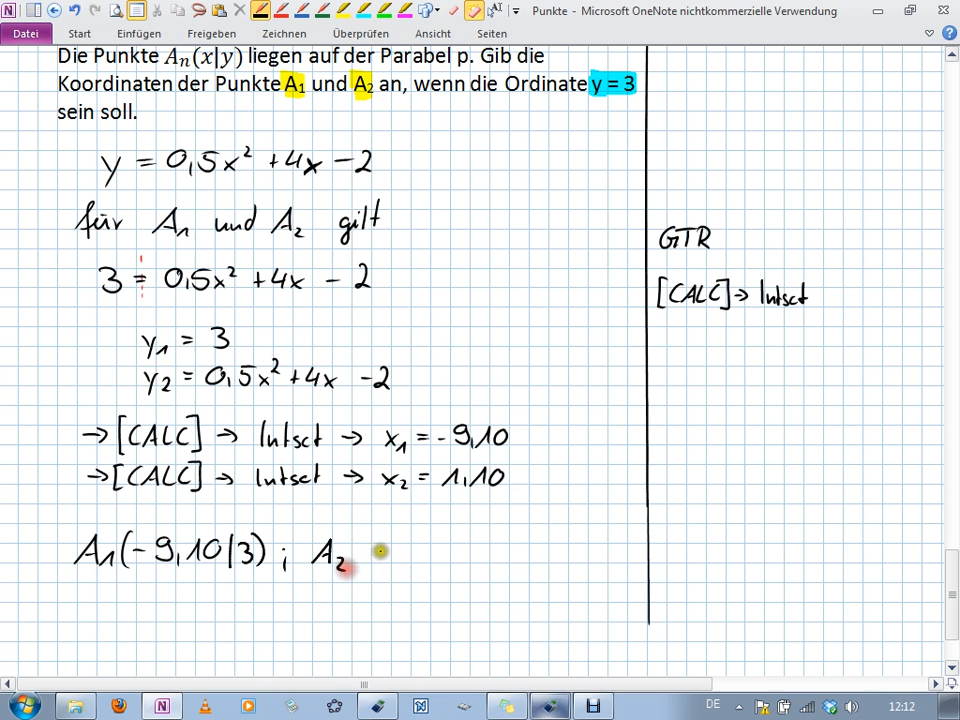 Punkte - Microsoft OneNote nichtkommerzielle Verwendung
Datei Start Einfügen Freigeben Zeichnen Überprüfen Ansicht Seiten
Die Punkte Aₙ(x|y) liegen auf der Parabel p. Gib die
Koordinaten der Punkte A₁ und A₂ an, wenn die Ordinate y = 3
sein soll.
y = 0,5x² + 4x - 2
für A₁ und A₂ gilt
3 = 0,5x² + 4x - 2
y₁ = 3
y₂ = 0,5x² + 4x - 2
→ [CALC] → Intsct → x₁ = - 9,10
→ [CALC] → Intsct → x₂ = 1,10
A₁(- 9,10|3) ; A₂
GTR
[CALC] → Intsct
DE 12:12